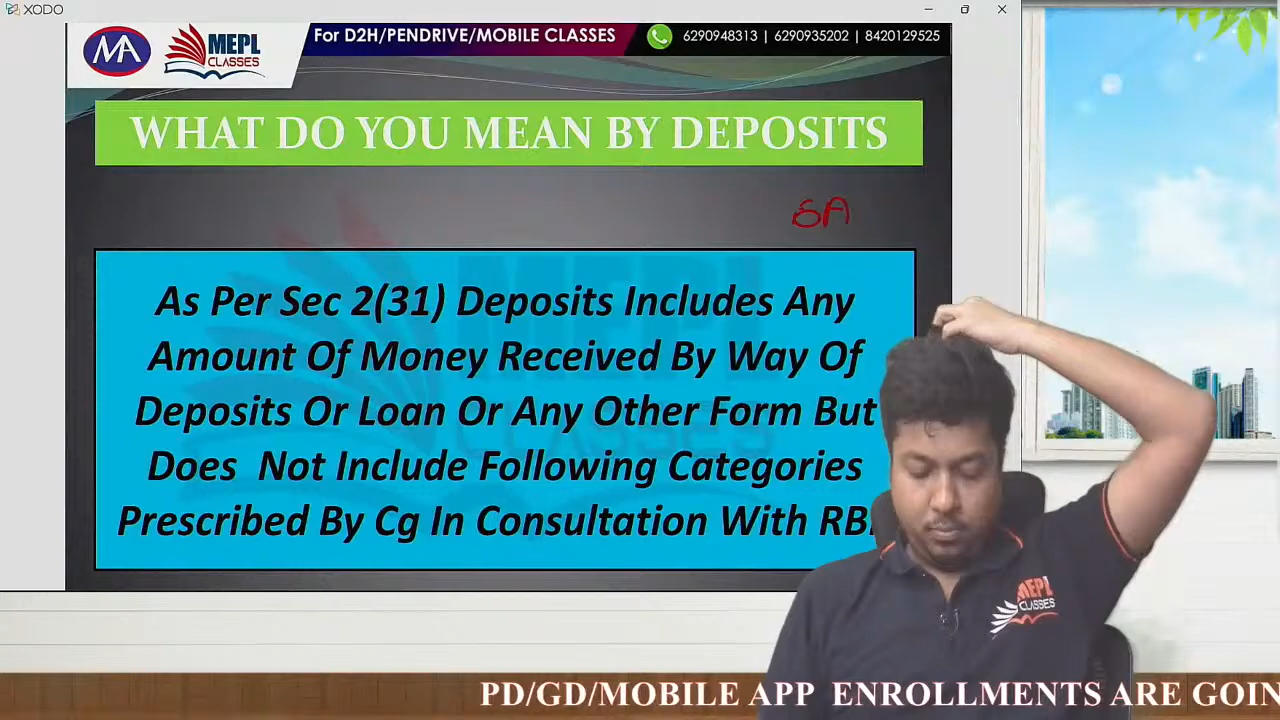 XODO
MA
MEPL
CLASSES
For D2H/PENDRIVE/MOBILE CLASSES
6290948313 | 6290935202 | 8420129525
WHAT DO YOU MEAN BY DEPOSITS
SA
As Per Sec 2(31) Deposits Includes Any
Amount Of Money Received By Way Of
Deposits Or Loan Or Any Other Form But
Does Not Include Following Categories
Prescribed By Cg In Consultation With
MEPL
CLASSES
MEPL
CLASSES
PD/GD/MOBILE APP ENROLLMENTS ARE